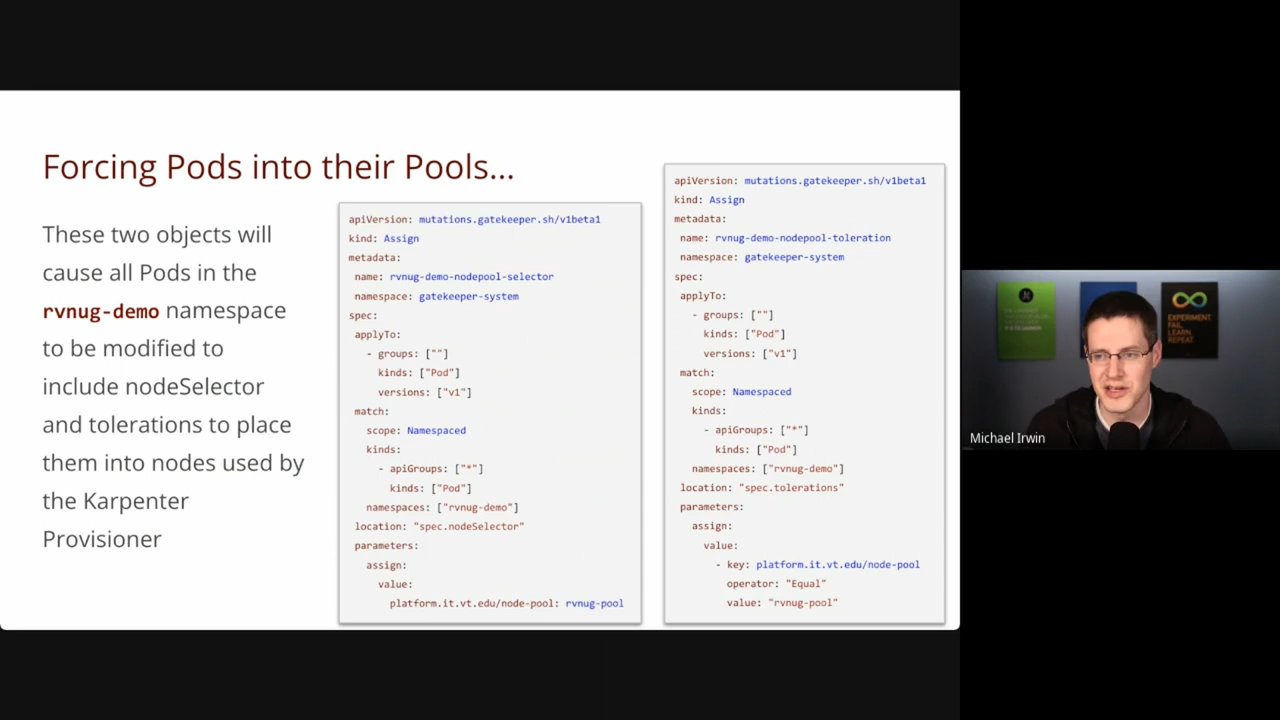 Forcing Pods into their Pools...
These two objects will
cause all Pods in the
rvnug-demo namespace
to be modified to
include nodeSelector
and tolerations to place
them into nodes used by
the Karpenter
Provisioner
apiVersion: mutations.gatekeeper.sh/v1beta1
kind: Assign
metadata:
name: rvnug-demo-nodepool-selector
namespace: gatekeeper-system
spec:
applyTo:
- groups: [""]
kinds: ["Pod"]
versions: ["v1"]
match:
scope: Namespaced
kinds:
- apiGroups: ["*"]
kinds: ["Pod"]
namespaces: ["rvnug-demo"]
location: "spec.nodeSelector"
parameters:
assign:
value:
platform.it.vt.edu/node-pool: rvnug-pool
apiVersion: mutations.gatekeeper.sh/v1beta1
kind: Assign
metadata:
name: rvnug-demo-nodepool-toleration
namespace: gatekeeper-system
spec:
applyTo:
- groups: [""]
kinds: ["Pod"]
versions: ["v1"]
match:
scope: Namespaced
kinds:
- apiGroups: ["*"]
kinds: ["Pod"]
namespaces: ["rvnug-demo"]
location: "spec.tolerations"
parameters:
assign:
value:
- key: platform.it.vt.edu/node-pool
operator: "Equal"
value: "rvnug-pool"
EXPERIMENT.
FAIL.
LEARN.
REPEAT.
Michael Irwin